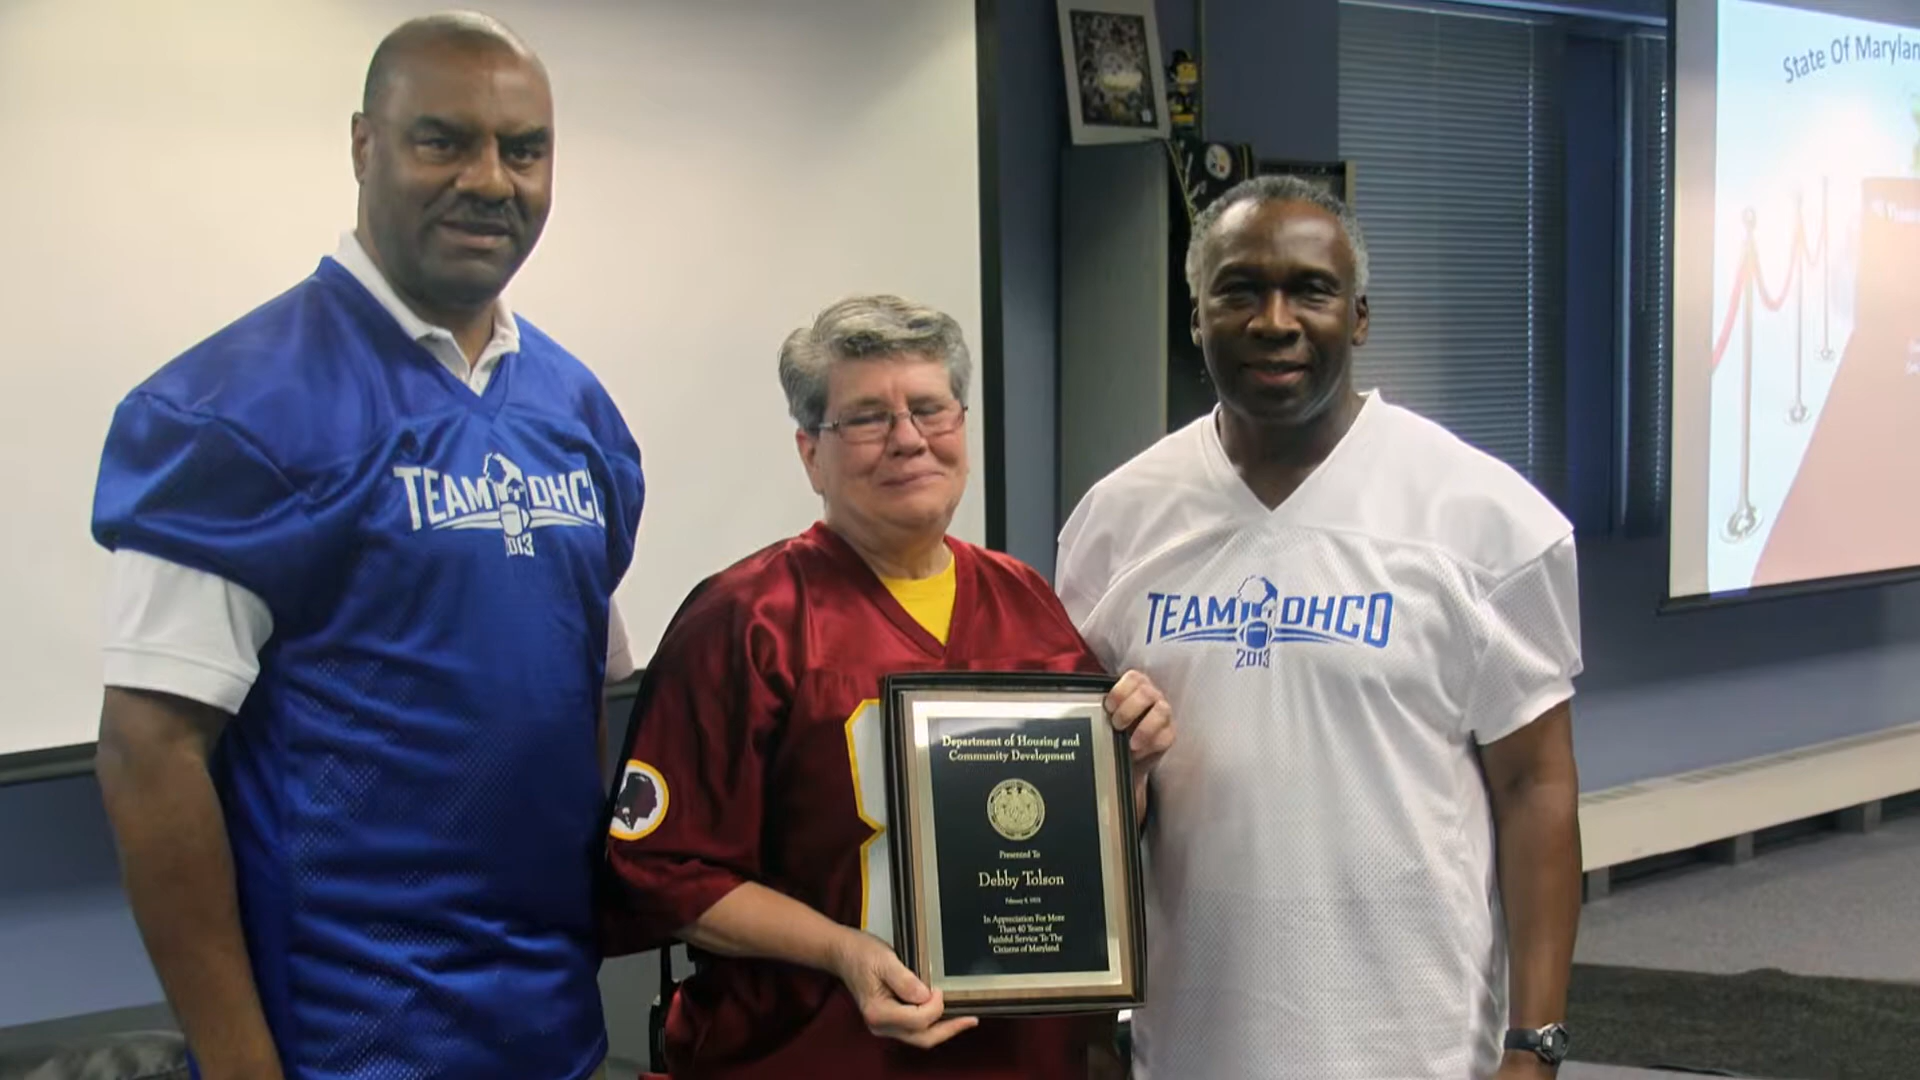 State Of Marylan
TEAM DHCD
2013
TEAM DHCD
2013
Department of Housing and
Community Development
Presented To
Debby Tolson
In Appreciation For More
Than 40 Years of
Faithful Service To The
Citizens of Maryland